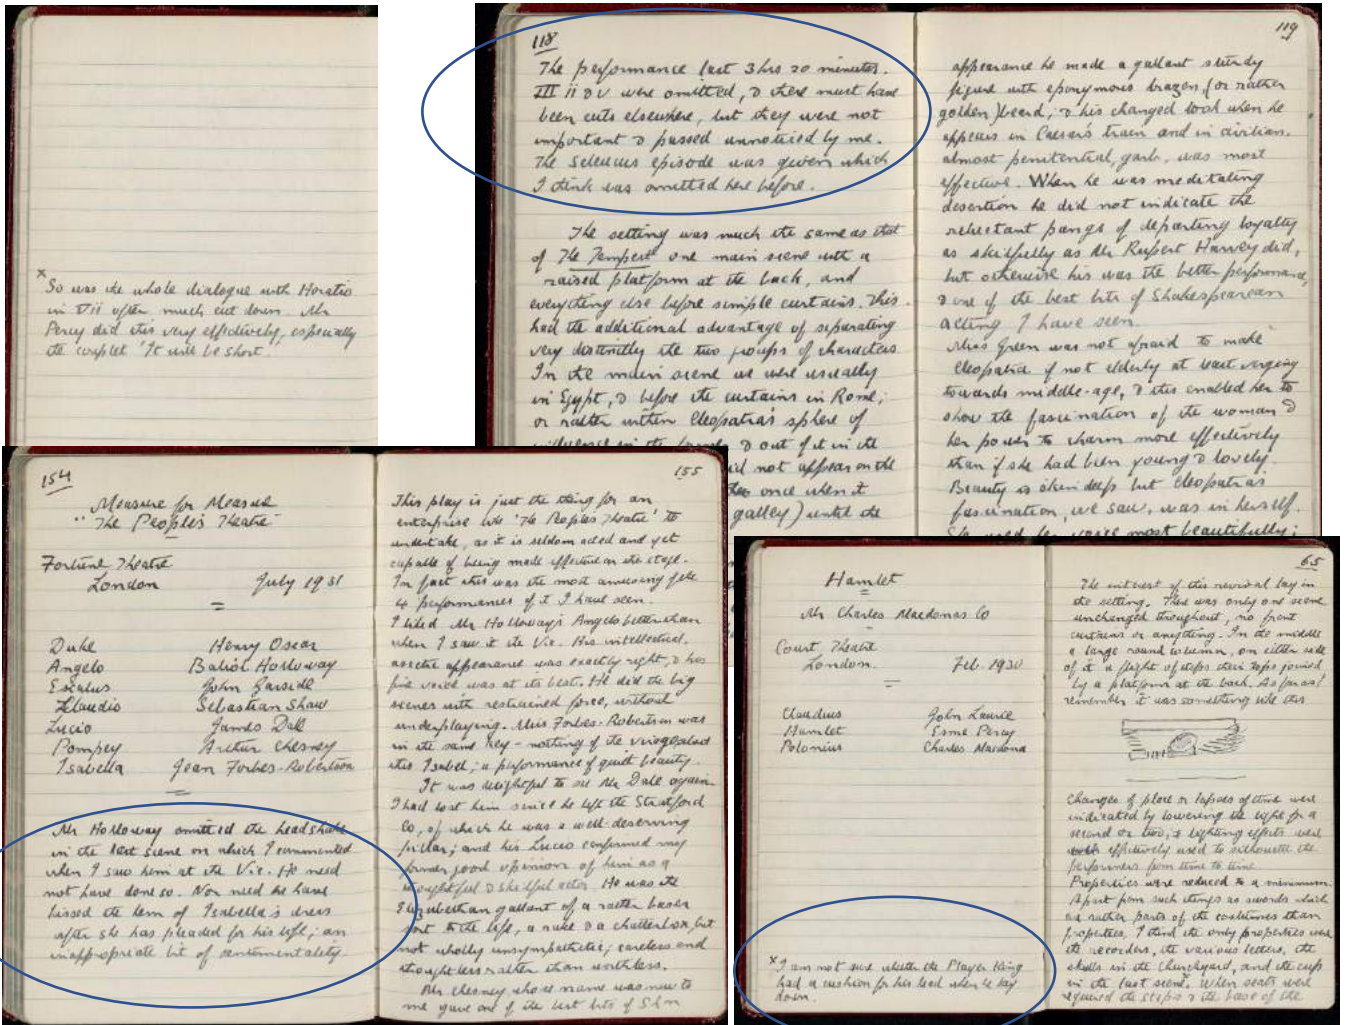 x
So was the whole dialogue with Horatio
in V ii often much cut down. Mr
Percy did this very effectively, especially
the couplet 'It will be short.'
118
The performance last 3 hrs 20 minutes.
III ii & V were omitted, & there must have
been cuts elsewhere, but they were not
important & passed unnoticed by me.
The Seleucus episode was given which
I think was omitted here before.
The setting was much the same as that
of The Tempest one main scene with a
raised platform at the back, and
everything else before simple curtains. This
had the additional advantage of separating
very distinctly the two groups of characters
In the main scene we were usually
in Egypt, & before the curtains in Rome;
or rather within Cleopatra's sphere of
& out of it in the
did not appear on the
once when it
galley) until the
119
appearance he made a gallant sturdy
figure with eponymous brazen, (or rather
golden) beard; & his changed look when he
appears in Caesar's train and in civilian,
almost penitential, garb, was most
effective. When he was meditating
desertion he did not indicate the
reluctant pangs of departing loyalty
as skilfully as Mr Rupert Harvey did,
but otherwise his was the better performance,
& one of the best bits of Shakespearean
acting I have seen.
Miss Green was not afraid to make
Cleopatra if not elderly at least verging
towards middle-age, & this enabled her to
show the fascination of the woman &
her power to charm more effectively
than if she had been young & lovely.
Beauty is skin deep but Cleopatra's
fascination, we saw, was in herself.
She used her voice most beautifully;
154
Measure for Measure
"The People's Theatre"
Fortune Theatre
London July 1931
Duke Henry Oscar
Angelo Baliol Holloway
Escalus John Garside
Claudio Sebastian Shaw
Lucio James Dale
Pompey Arthur Chesney
Isabella Jean Forbes-Robertson
Mr Holloway omitted the headshake
in the last scene on which I commented
when I saw him at the Vic. He need
not have done so. Nor need he have
kissed the hem of Isabella's dress
after she has pleaded for his life; an
inappropriate bit of sentimentality.
155
This play is just the thing for an
enterprise like 'The People's Theatre' to
undertake, as it is seldom acted and yet
capable of being made effective on the stage.
In fact this was the most amusing of the
4 performances of it I have seen.
I liked Mr Holloway's Angelo better than
when I saw it the Vic. His intellectual,
ascetic appearance was exactly right, & his
fine voice was at its best. He did the big
scenes with restrained force, without
underplaying. Miss Forbes-Robertson was
in the same key - nothing of the
this Isabel; a performance of quiet beauty.
It was delightful to see Mr Dale again.
I had lost him since he left the Stratford
Co, of which he was a well-deserving
pillar; and his Lucio confirmed my
former good opinion of him as a
thoughtful & skilful actor. He was the
Elizabethan gallant of a rather baser
sort to the life, a rake & a chatterbox, but
not wholly unsympathetic; careless and
thoughtless rather than worthless.
Mr Chesney whose name was new to
me gave one of the best bits of
Hamlet
Mr Charles Macdonas Co
Court Theatre
London. Feb. 1930
Claudius John Laurie
Hamlet Esme Percy
Polonius Charles Macdona
x I am not sure whether the Player King
had a cushion for his head when he lay
down.
65
The interest of this revival lay in
the setting. There was only one scene
unchanged throughout, no front
curtains or anything. In the middle
a large round column, on either side
of it a flight of steps their tops joined
by a platform at the back. As far as I
remember it was something like this
Changes of place or lapses of time were
indicated by lowering the light for a
second or two; & lighting effects were
effectively used to silhouette the
performers from time to time.
Properties were reduced to a minimum.
Apart from such things as swords which
are rather parts of the costumes than
properties, I think the only properties were
the recorders, the various letters, the
skulls in the churchyard, and the cups
in the last scene. When seats were
required the steps & the base of the